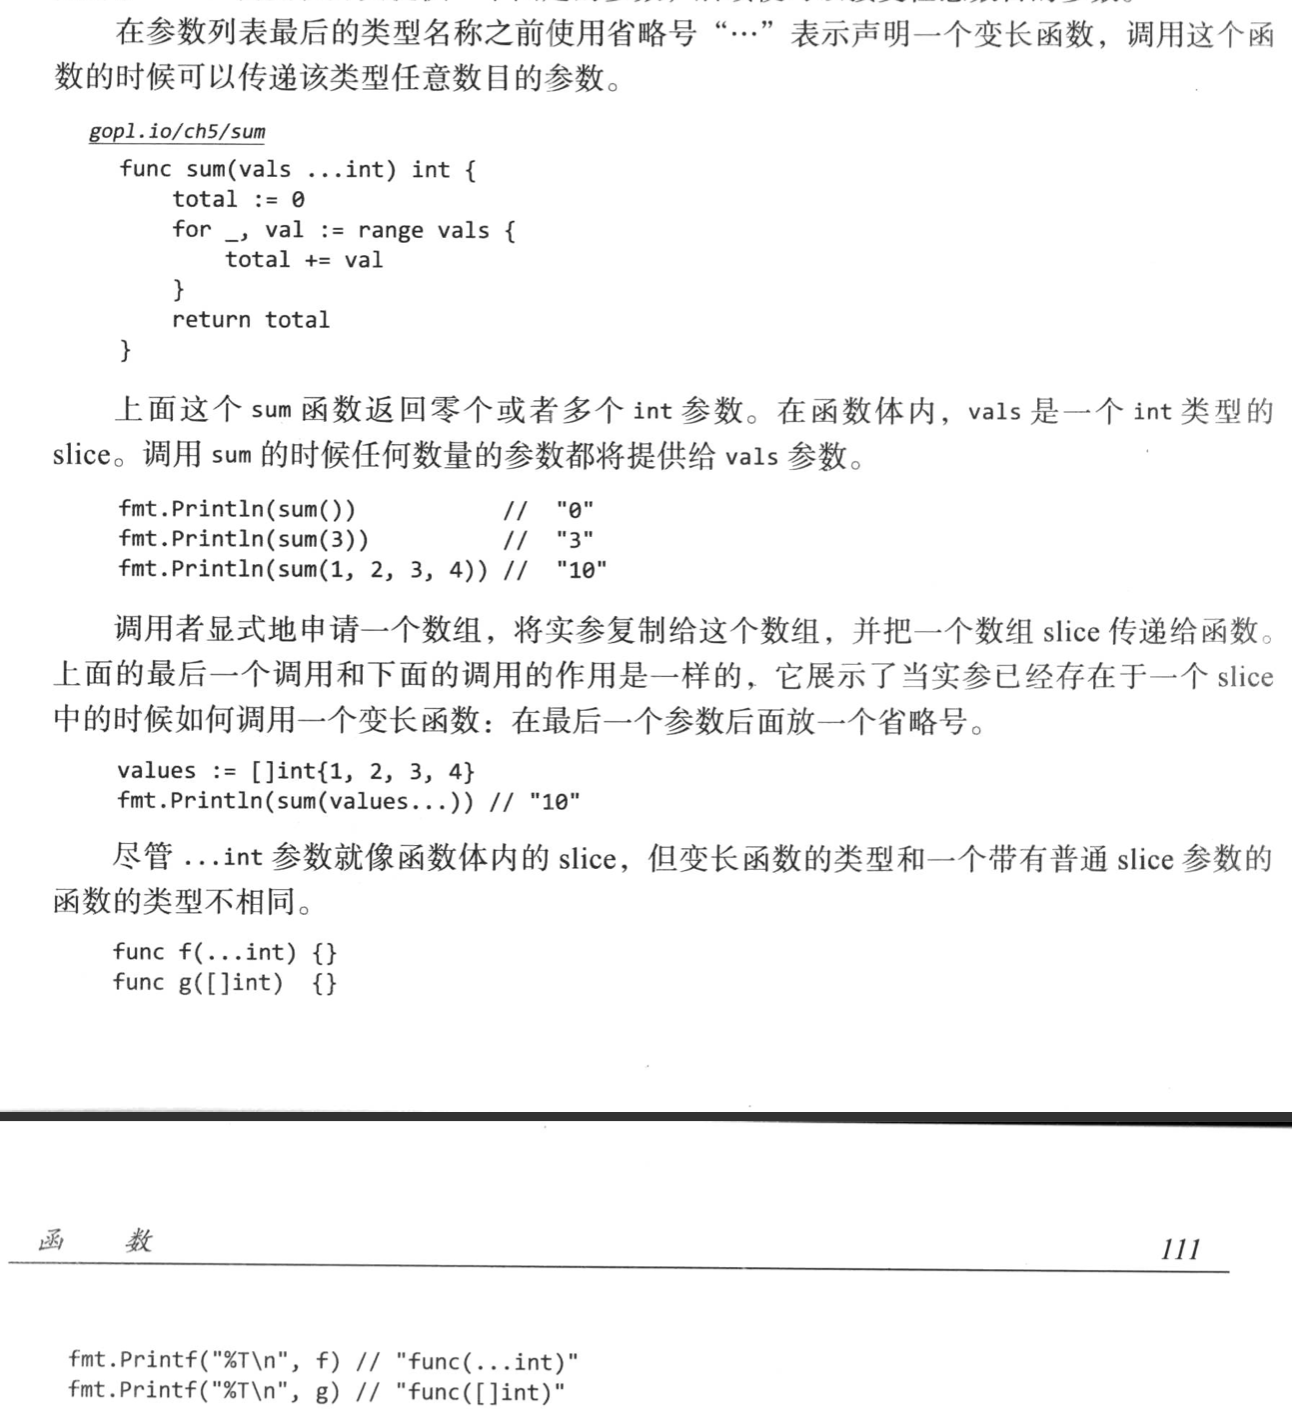 在参数列表最后的类型名称之前使用省略号“…”表示声明一个变长函数，调用这个函
数的时候可以传递该类型任意数目的参数。
gopl.io/ch5/sum
func sum(vals ...int) int {
    total := 0
    for _, val := range vals {
        total += val
    }
    return total
}
上面这个 sum 函数返回零个或者多个 int 参数。在函数体内，vals 是一个 int 类型的
slice。调用 sum 的时候任何数量的参数都将提供给 vals 参数。
fmt.Println(sum())           //  "0"
fmt.Println(sum(3))          //  "3"
fmt.Println(sum(1, 2, 3, 4)) //  "10"
调用者显式地申请一个数组，将实参复制给这个数组，并把一个数组 slice 传递给函数。
上面的最后一个调用和下面的调用的作用是一样的，它展示了当实参已经存在于一个 slice
中的时候如何调用一个变长函数：在最后一个参数后面放一个省略号。
values := []int{1, 2, 3, 4}
fmt.Println(sum(values...)) // "10"
尽管 ...int 参数就像函数体内的 slice，但变长函数的类型和一个带有普通 slice 参数的
函数的类型不相同。
func f(...int) {}
func g([]int)  {}
函 数 111
fmt.Printf("%T\n", f) // "func(...int)"
fmt.Printf("%T\n", g) // "func([]int)"